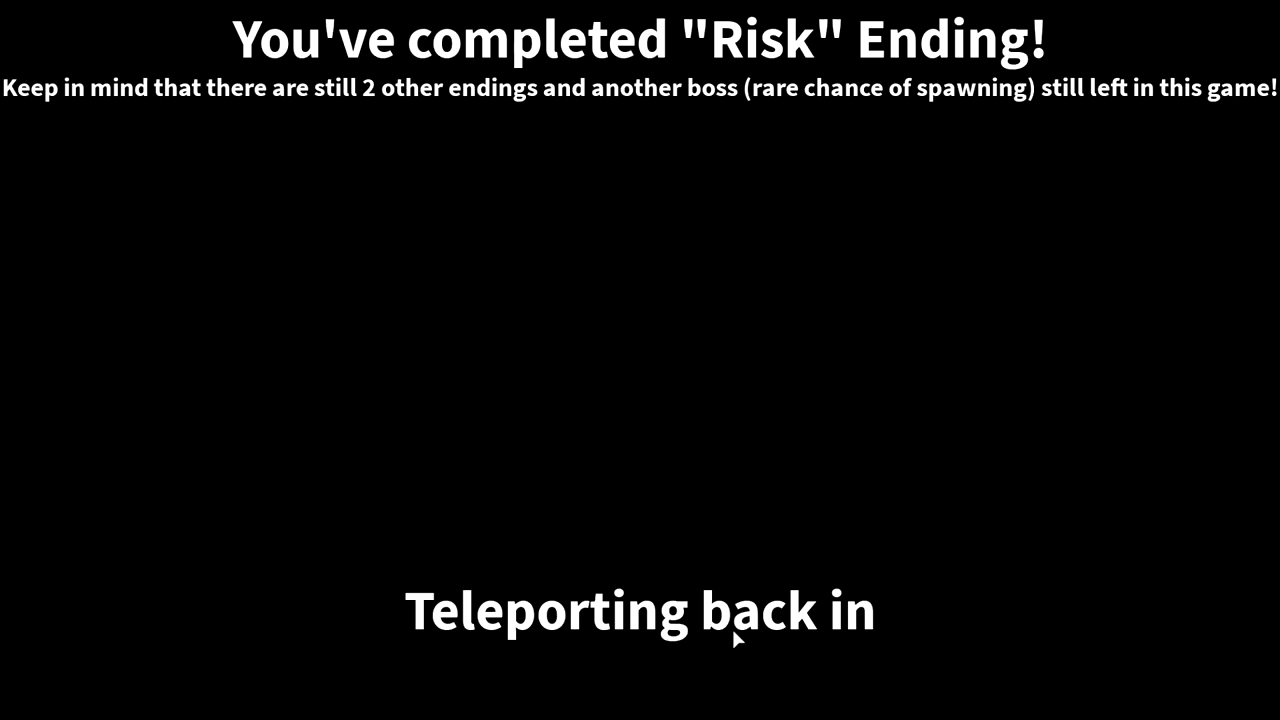 You've completed "Risk" Ending!
Keep in mind that there are still 2 other endings and another boss (rare chance of spawning) still left in this game!
Teleporting back in